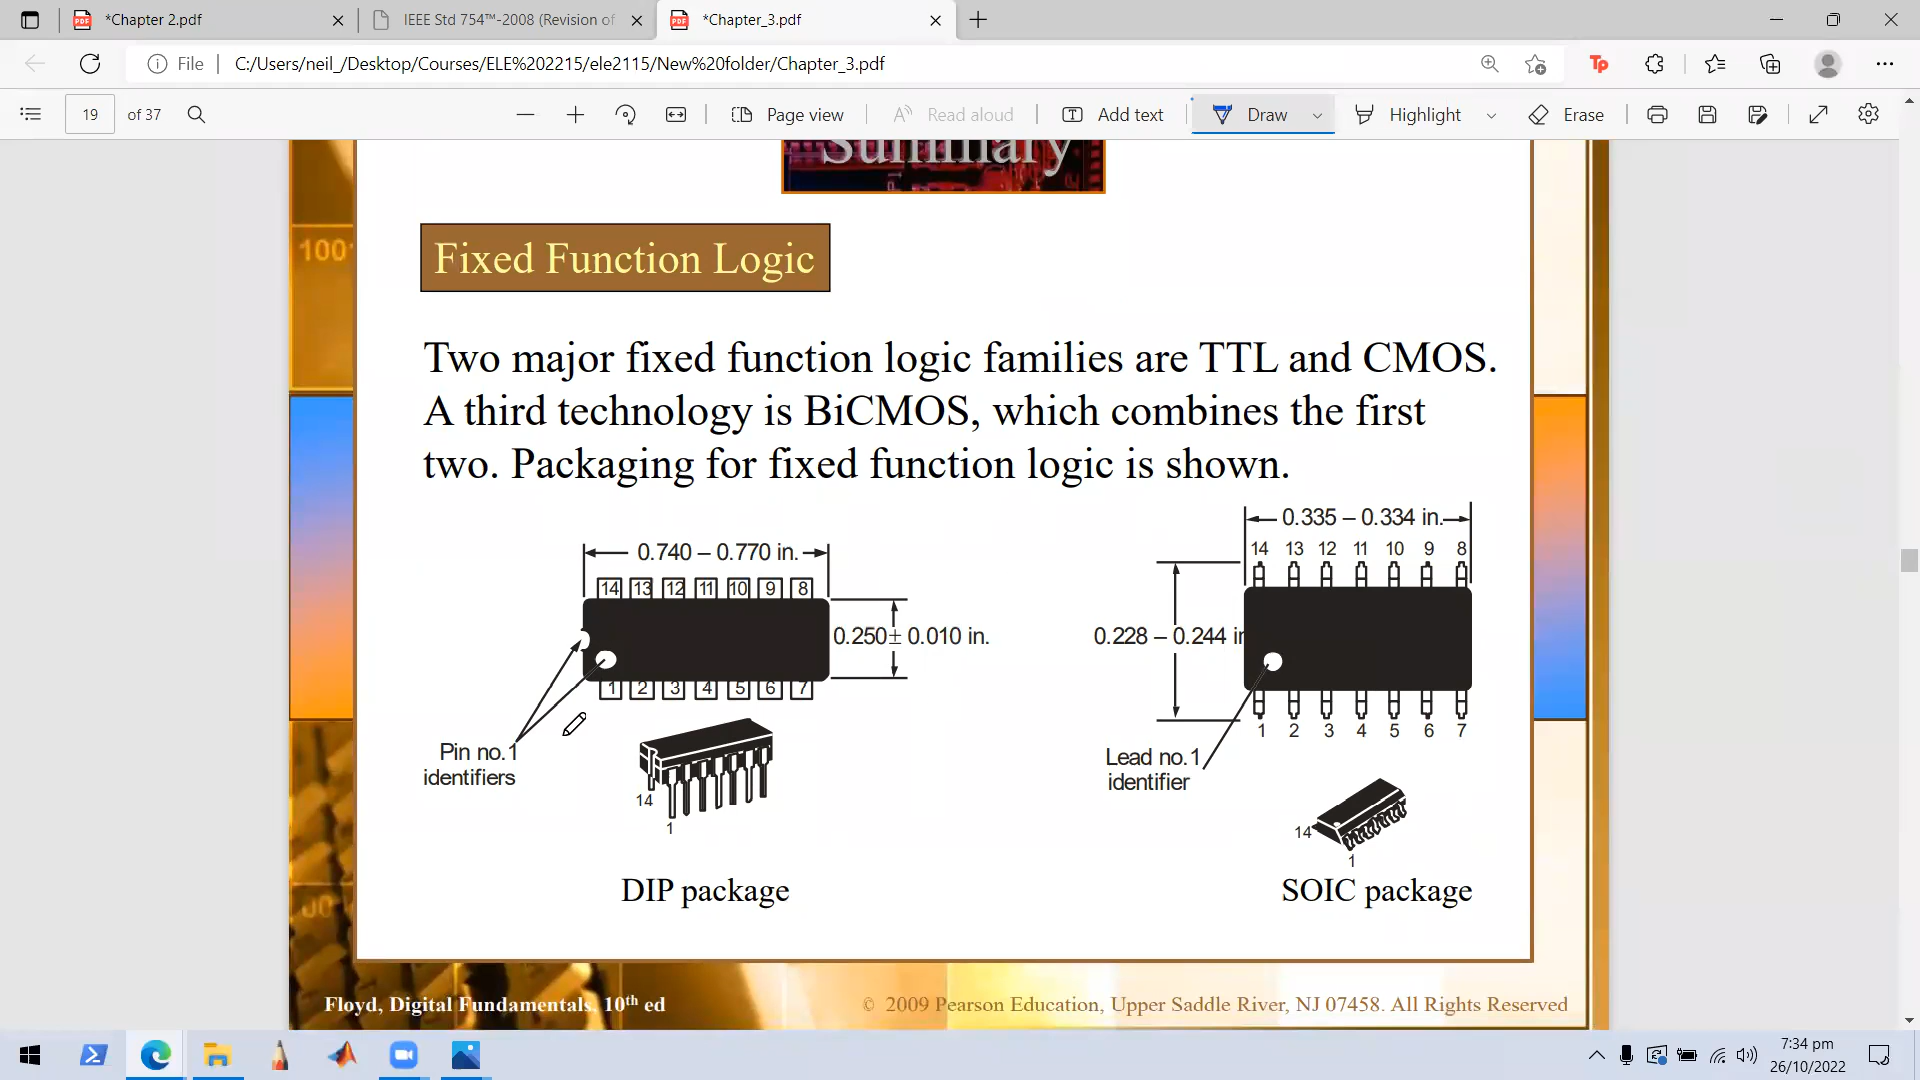 *Chapter 2.pdf
IEEE Std 754™-2008 (Revision of
*Chapter_3.pdf
File
C:/Users/neil_/Desktop/Courses/ELE%202215/ele2115/New%20folder/Chapter_3.pdf
Tp
19 of 37
Page view
Read aloud
Add text
Draw
Highlight
Erase
Summary
100
Fixed Function Logic
Two major fixed function logic families are TTL and CMOS.
A third technology is BiCMOS, which combines the first
two. Packaging for fixed function logic is shown.
0.740 – 0.770 in.
14 13 12 11 10 9 8
0.250± 0.010 in.
1 2 3 4 5 6 7
Pin no.1
identifiers
14
1
DIP package
0.335 – 0.334 in.
14 13 12 11 10 9 8
0.228 – 0.244 in
1 2 3 4 5 6 7
Lead no.1
identifier
14
1
SOIC package
Floyd, Digital Fundamentals, 10th ed
© 2009 Pearson Education, Upper Saddle River, NJ 07458. All Rights Reserved
7:34 pm
26/10/2022